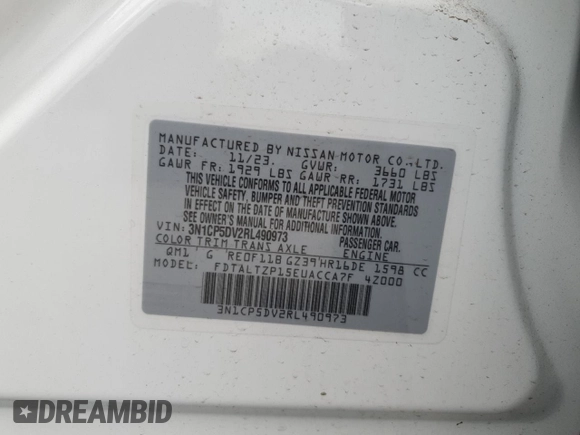 MANUFACTURED BY NISSAN MOTOR CO.,LTD.
DATE: 11/23. GVWR: 3660 LBS
GAWR FR: 1929 LBS GAWR RR: 1731 LBS
THIS VEHICLE CONFORMS TO ALL APPLICABLE FEDERAL MOTOR
VEHICLE SAFETY, BUMPER AND THEFT PREVENTION STANDARDS
IN EFFECT ON THE DATE OF MANUFACTURE SHOWN ABOVE.
SEE OWNER'S MANUAL FOR ADDITIONAL INFORMATION
VIN: 3N1CP5DV2RL490973 PASSENGER CAR
COLOR TRIM TRANS AXLE ENGINE
QM1 G RE0F11B GZ39 HR16DE 1598 CC
MODEL: FDTALTZP15EUACCA7F 4Z000
3N1CP5DV2RL490973
DREAMBID